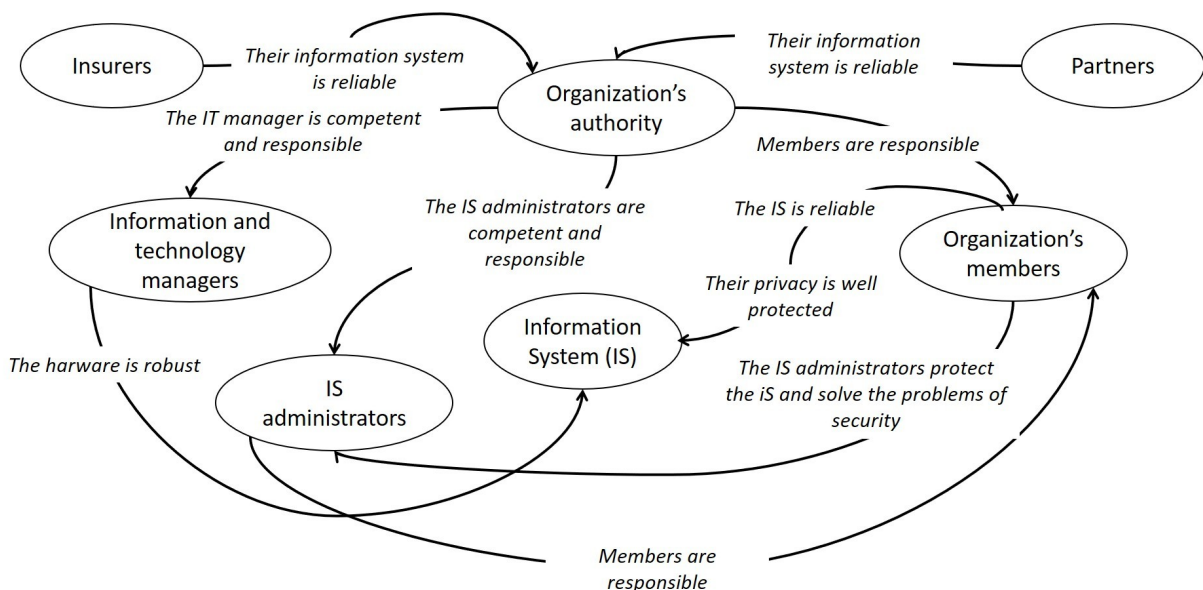 Insurers
Their information system
is reliable
Their information
system is reliable
Partners
Organization's
authority
The IT manager is competent
and responsible
Members are responsible
Information and
technology
managers
The IS administrators are
competent and
responsible
The IS is reliable
Organization's
members
Their privacy is well
protected
Information
System (IS)
The harware is robust
IS
administrators
The IS administrators protect
the iS and solve the problems of
security
Members are
responsible